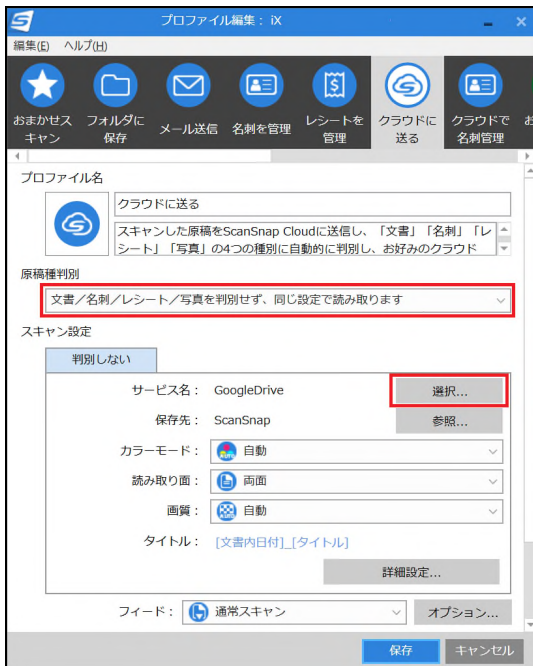 プロファイル編集： iX
編集(E) ヘルプ(H)
おまかせスキャン
フォルダに保存
メール送信
名刺を管理
レシートを管理
クラウドに送る
クラウドで名刺管理
お
プロファイル名
クラウドに送る
スキャンした原稿をScanSnap Cloudに送信し、「文書」「名刺」「レ
シート」「写真」の4つの種別に自動的に判別し、お好みのクラウド
原稿種判別
文書／名刺／レシート／写真を判別せず、同じ設定で読み取ります
スキャン設定
判別しない
サービス名： GoogleDrive 選択...
保存先： ScanSnap 参照...
カラーモード： 自動
読み取り面： 両面
画質： 自動
タイトル： [文書内日付]_[タイトル]
詳細設定...
フィード： 通常スキャン オプション...
保存 キャンセル